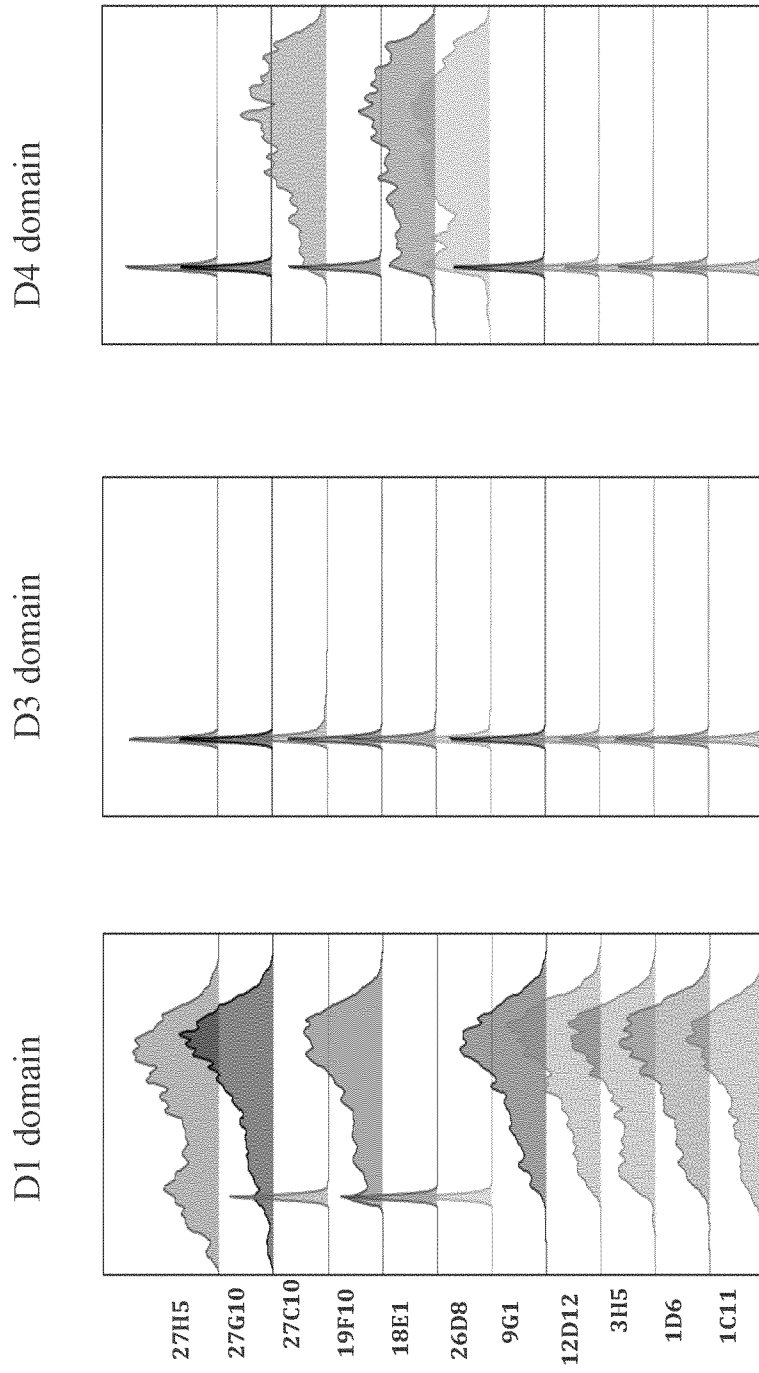 D1 domain
D3 domain
D4 domain
27H5
27G10
27C10
19F10
18E1
26D8
9G1
12D12
3H5
1D6
1C11